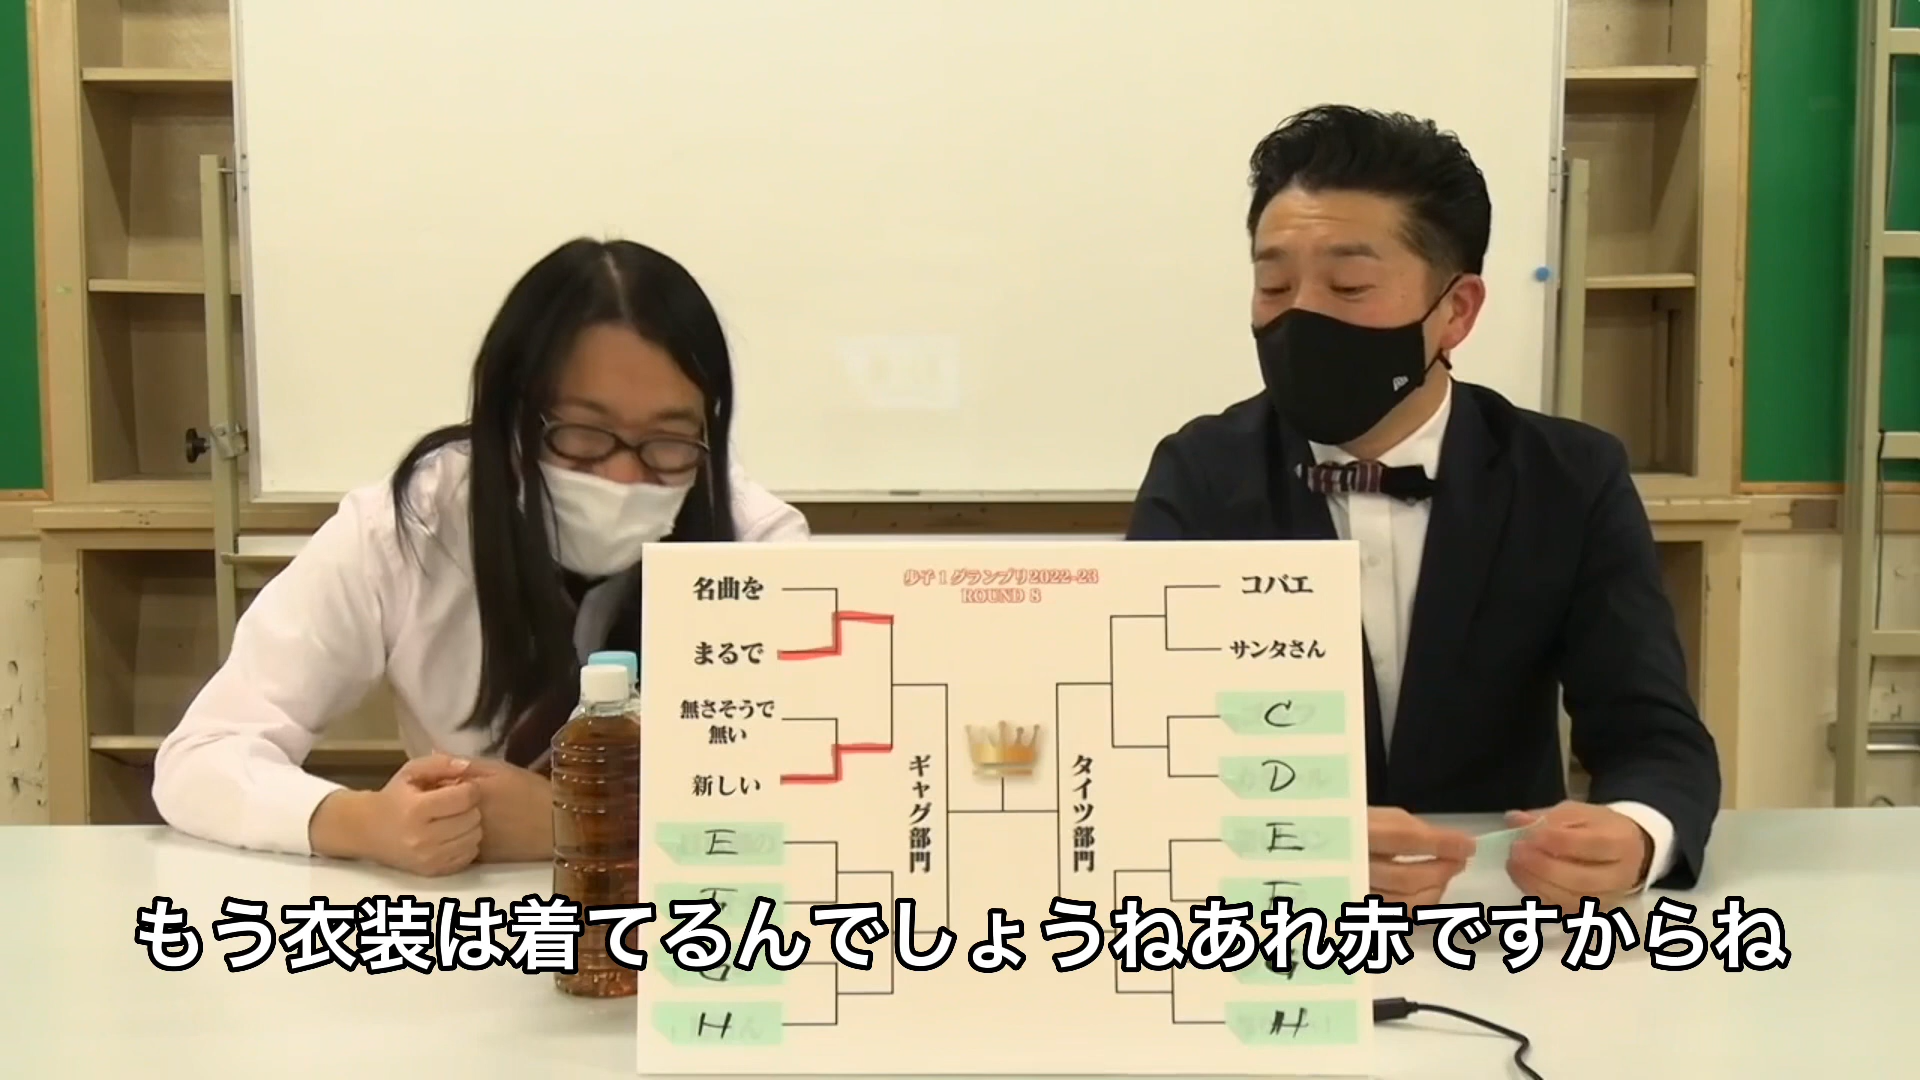 歩子1グランプリ2022-23
ROUND 8
名曲を
まるで
無さそうで
無い
新しい
E
F
G
H
ギャグ部門
タイツ部門
コバエ
サンタさん
C
D
E
F
G
H
もう衣装は着てるんでしょうねあれ赤ですからね